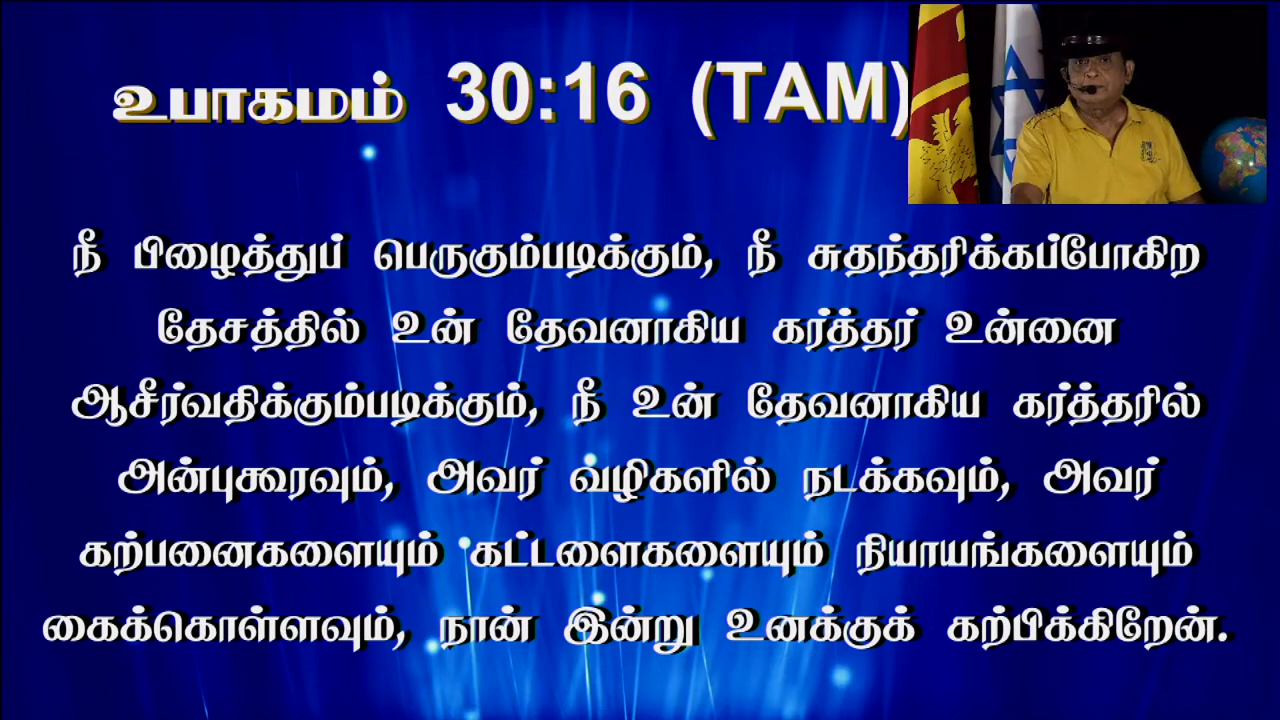 உபாகமம் 30:16 (TAM)
நீ பிழைத்துப் பெருகும்படிக்கும், நீ சுதந்தரிக்கப்போகிற
தேசத்தில் உன் தேவனாகிய கர்த்தர் உன்னை
ஆசீர்வதிக்கும்படிக்கும், நீ உன் தேவனாகிய கர்த்தரில்
அன்புகூரவும், அவர் வழிகளில் நடக்கவும், அவர்
கற்பனைகளையும் கட்டளைகளையும் நியாயங்களையும்
கைக்கொள்ளவும், நான் இன்று உனக்குக் கற்பிக்கிறேன்.